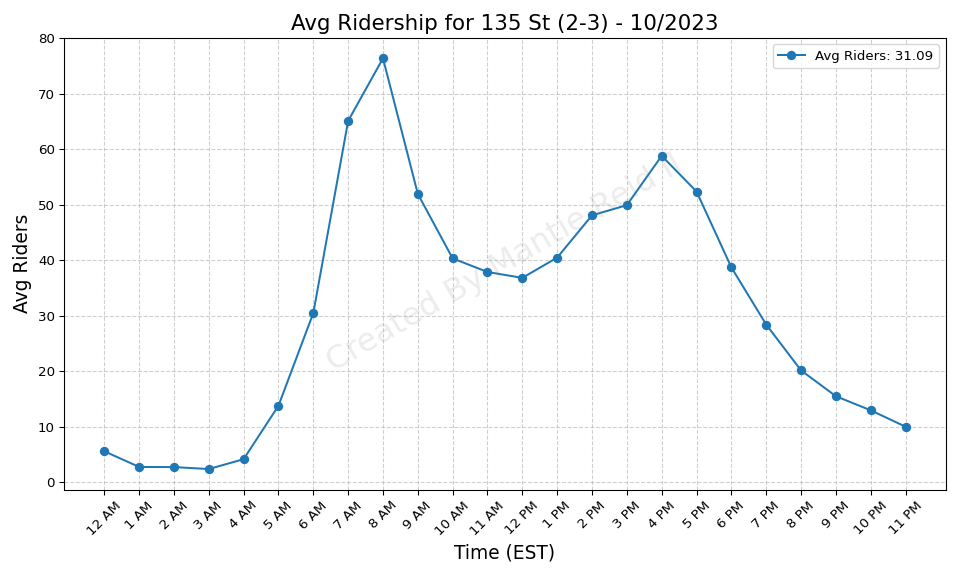 Avg Ridership for 135 St (2-3) - 10/2023
Avg Riders: 31.09
80
70
60
50
40
30
20
10
0
Avg Riders
Created By Mantle Reid II
12 AM
1 AM
2 AM
3 AM
4 AM
5 AM
6 AM
7 AM
8 AM
9 AM
10 AM
11 AM
12 PM
1 PM
2 PM
3 PM
4 PM
5 PM
6 PM
7 PM
8 PM
9 PM
10 PM
11 PM
Time (EST)